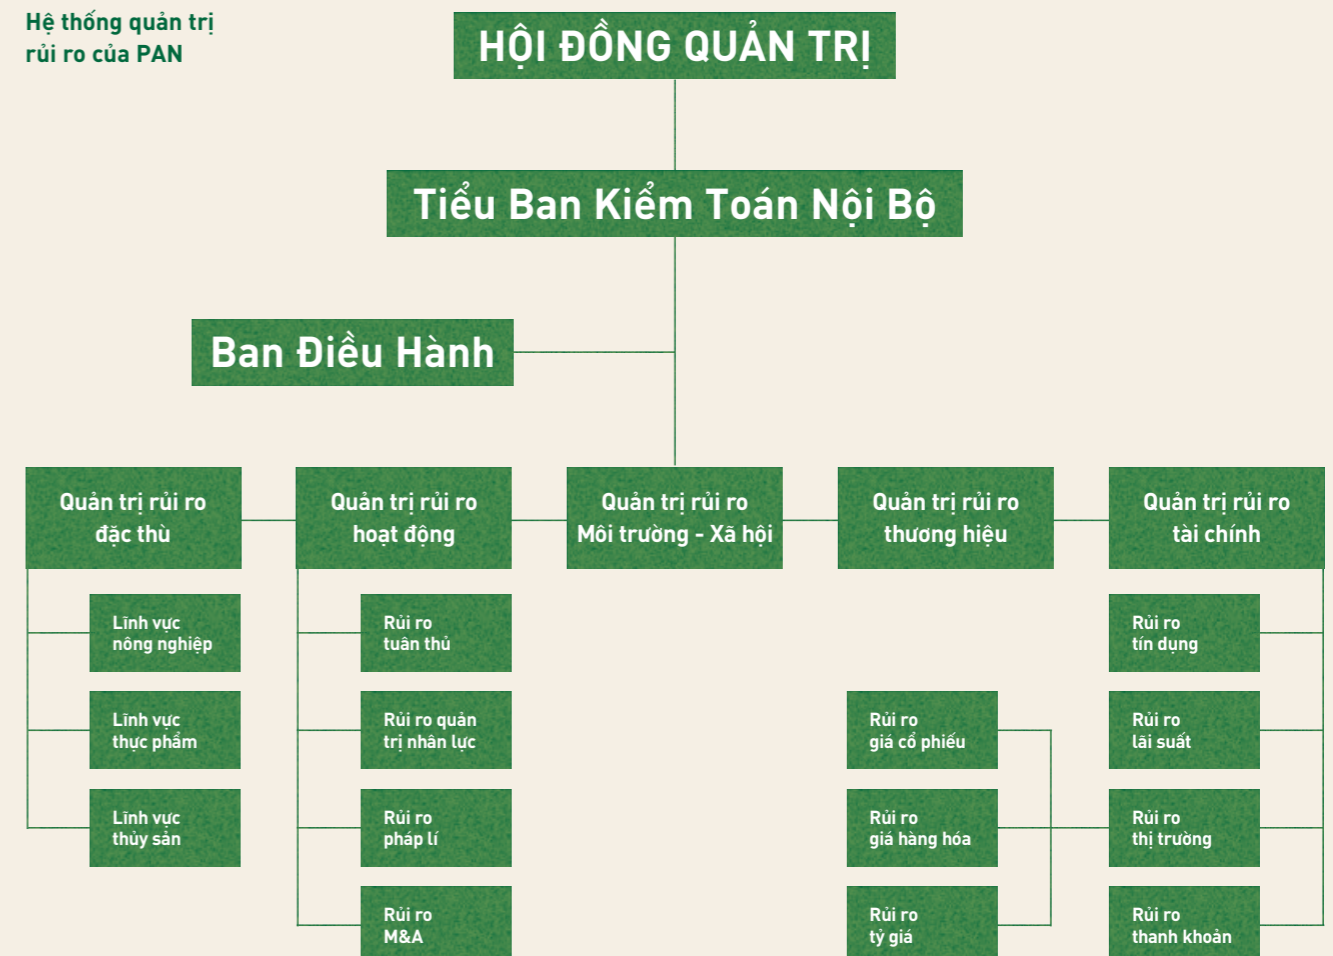 Hệ thống quản trị
rủi ro của PAN
HỘI ĐỒNG QUẢN TRỊ
Tiểu Ban Kiểm Toán Nội Bộ
Ban Điều Hành
Quản trị rủi ro
đặc thù
Quản trị rủi ro
hoạt động
Quản trị rủi ro
Môi trường - Xã hội
Quản trị rủi ro
thương hiệu
Quản trị rủi ro
tài chính
Lĩnh vực
nông nghiệp
Lĩnh vực
thực phẩm
Lĩnh vực
thủy sản
Rủi ro
tuân thủ
Rủi ro quản
trị nhân lực
Rủi ro
pháp lí
Rủi ro
M&A
Rủi ro
giá cổ phiếu
Rủi ro
giá hàng hóa
Rủi ro
tỷ giá
Rủi ro
tín dụng
Rủi ro
lãi suất
Rủi ro
thị trường
Rủi ro
thanh khoản